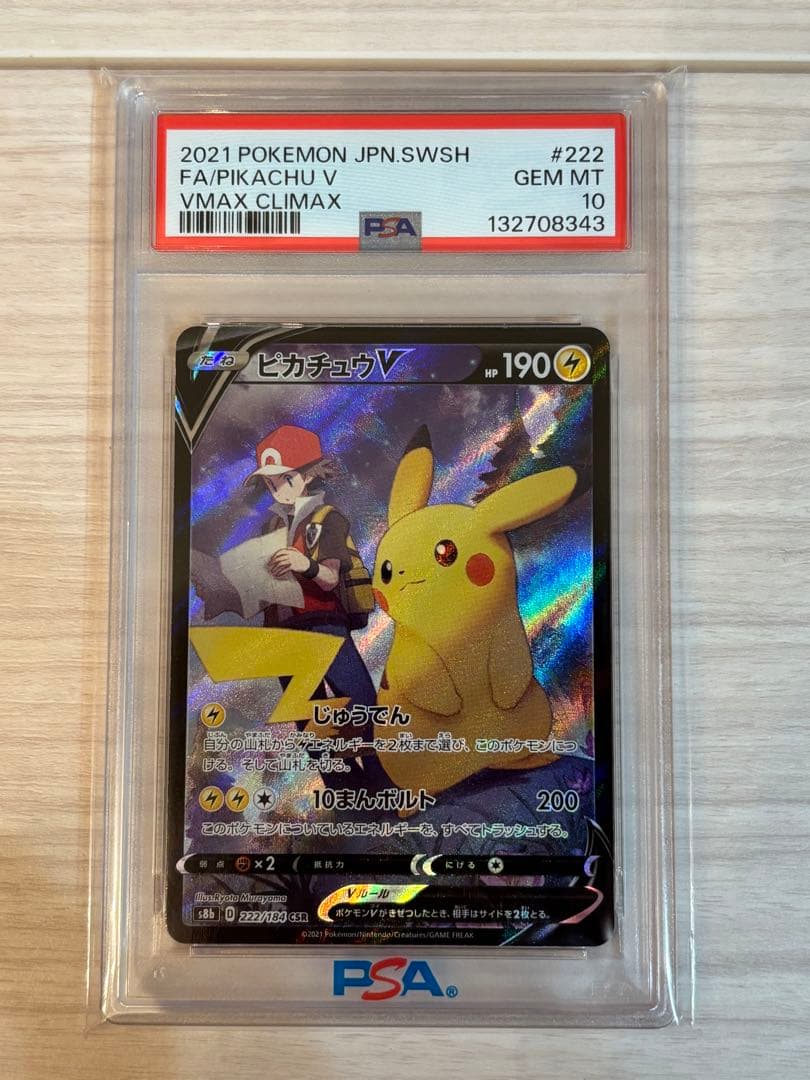 2021 POKEMON JPN.SWSH #222
FA/PIKACHU V GEM MT
VMAX CLIMAX 10
PSA 132708343
たね ピカチュウV HP 190
じゅうでん
自分の山札からエネルギーを2枚まで選び、このポケモンにつ
ける。そして山札を切る。
10まんボルト 200
このポケモンについているエネルギーを、すべてトラッシュする。
弱点 ×2 抵抗力 にげる
Illus.Ryota Murayama
Vルール
s8b D 222/184 CSR ポケモンVがきぜつしたとき、相手はサイドを2枚とる。
©2021 Pokémon/Nintendo/Creatures/GAME FREAK
PSA®